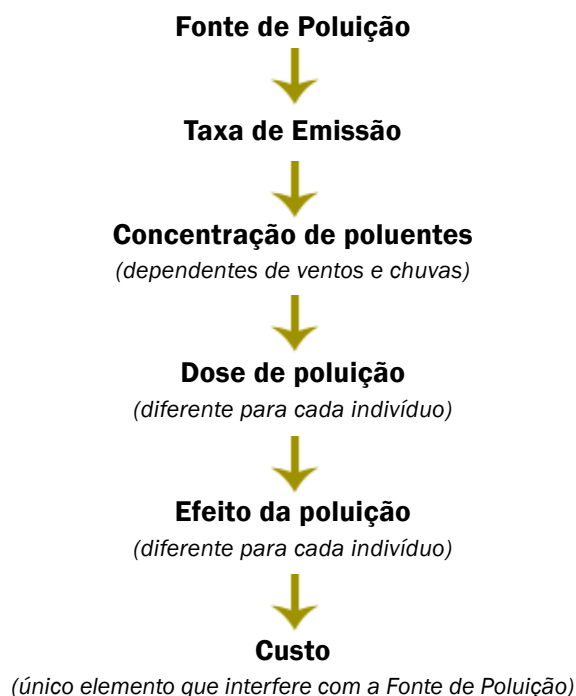 Fonte de Poluição
Taxa de Emissão
Concentração de poluentes
(dependentes de ventos e chuvas)
Dose de poluição
(diferente para cada indivíduo)
Efeito da poluição
(diferente para cada indivíduo)
Custo
(único elemento que interfere com a Fonte de Poluição)